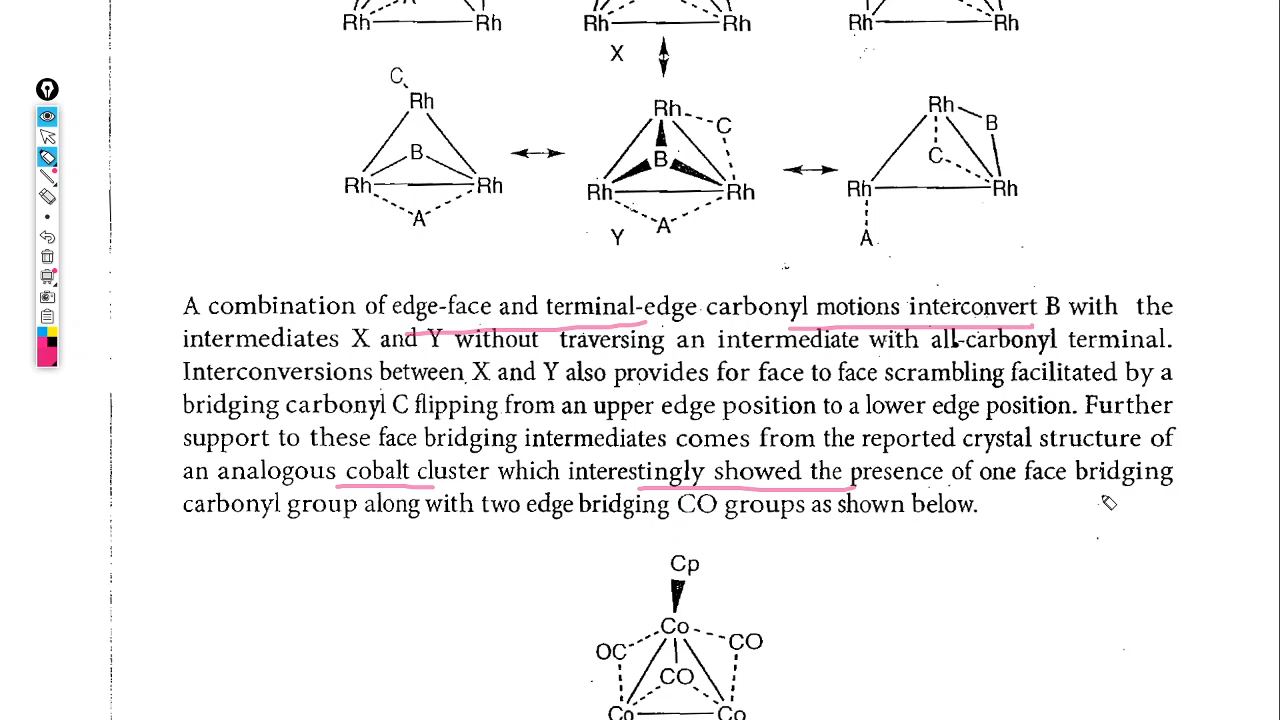 Rh Rh Rh Rh Rh Rh
X
C
Rh Rh C Rh B
B B C
Rh Rh Rh Rh Rh Rh
A A
Y A
A combination of edge-face and terminal-edge carbonyl motions interconvert B with the
intermediates X and Y without traversing an intermediate with all-carbonyl terminal.
Interconversions between X and Y also provides for face to face scrambling facilitated by a
bridging carbonyl C flipping from an upper edge position to a lower edge position. Further
support to these face bridging intermediates comes from the reported crystal structure of
an analogous cobalt cluster which interestingly showed the presence of one face bridging
carbonyl group along with two edge bridging CO groups as shown below.
Cp
Co
OC CO
CO
Co Co